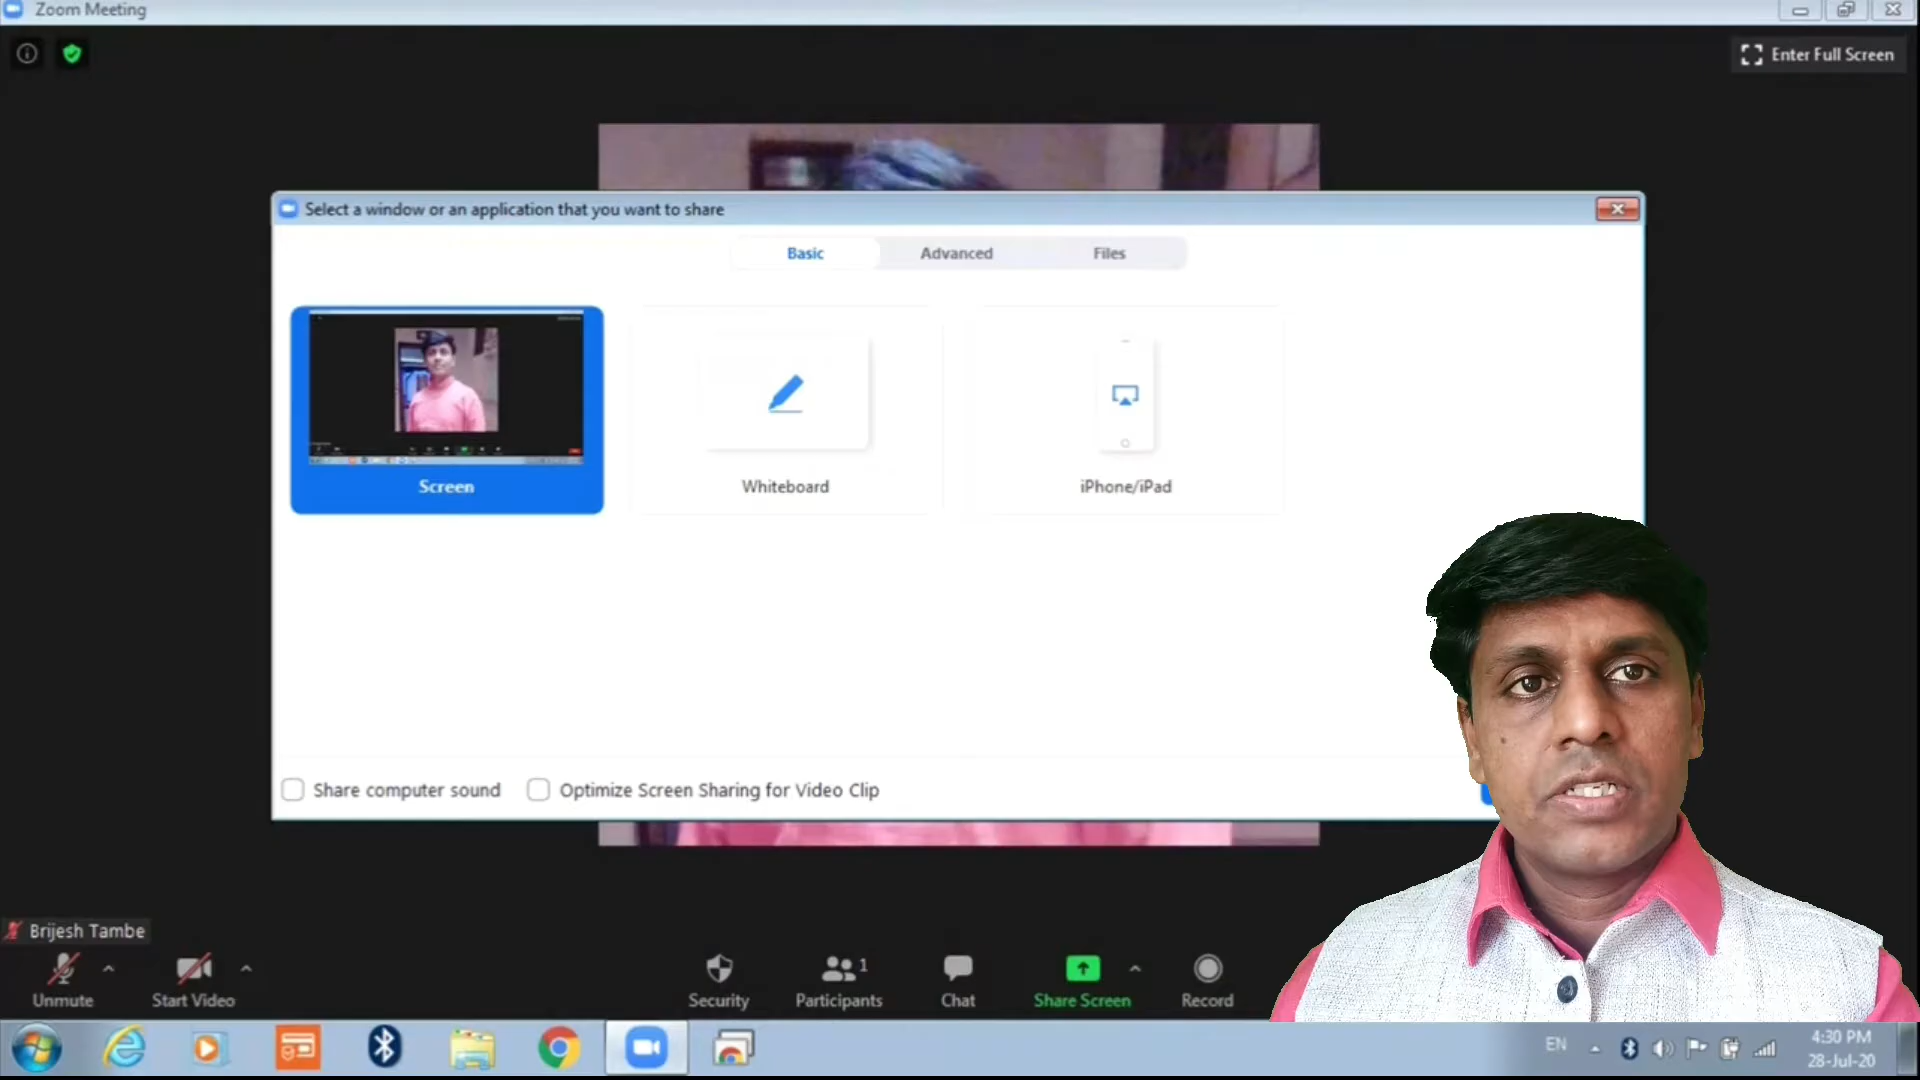 Zoom Meeting
Enter Full Screen
Select a window or an application that you want to share
Basic
Advanced
Files
Screen
Whiteboard
iPhone/iPad
Share computer sound
Optimize Screen Sharing for Video Clip
Brijesh Tambe
Unmute
Start Video
Security
1
Participants
Chat
Share Screen
Record
EN
4:30 PM
28-Jul-20